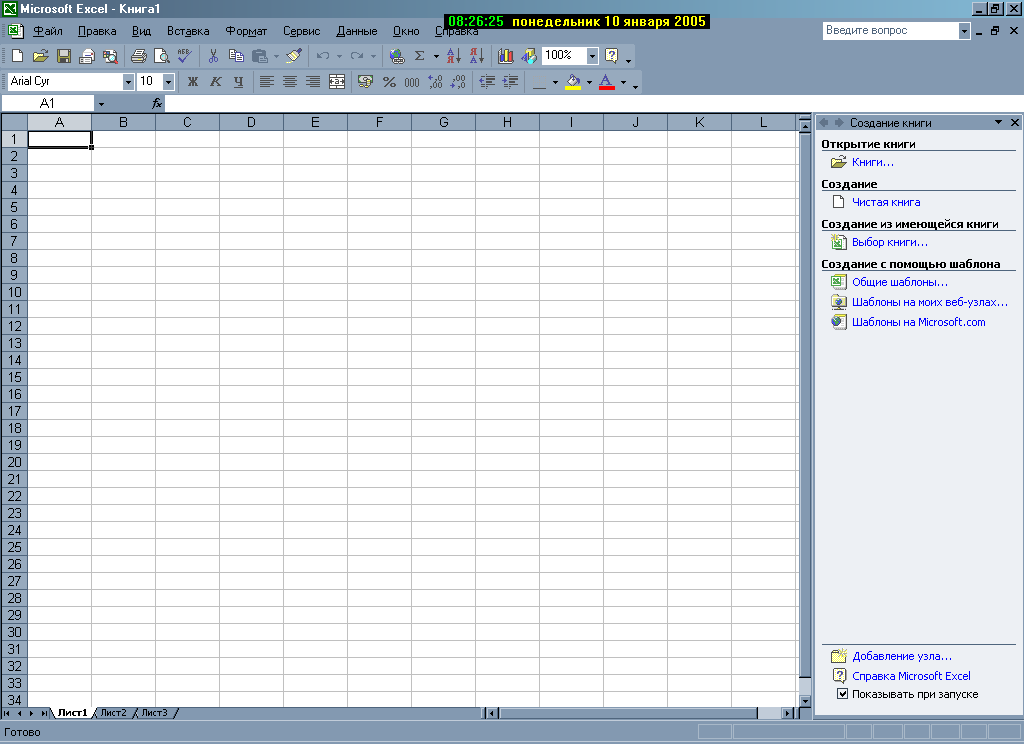 Microsoft Excel - Книга1
08:26:25 понедельник 10 января 2005
Файл Правка Вид Вставка Формат Сервис Данные Окно Справка
Введите вопрос
100%
Arial Cyr 10 Ж К Ч % 000
A1 fx
A B C D E F G H I J K L
1
2
3
4
5
6
7
8
9
10
11
12
13
14
15
16
17
18
19
20
21
22
23
24
25
26
27
28
29
30
31
32
33
34
Создание книги
Открытие книги
Книги...
Создание
Чистая книга
Создание из имеющейся книги
Выбор книги...
Создание с помощью шаблона
Общие шаблоны...
Шаблоны на моих веб-узлах...
Шаблоны на Microsoft.com
Добавление узла...
Справка Microsoft Excel
Показывать при запуске
Лист1 Лист2 Лист3
Готово